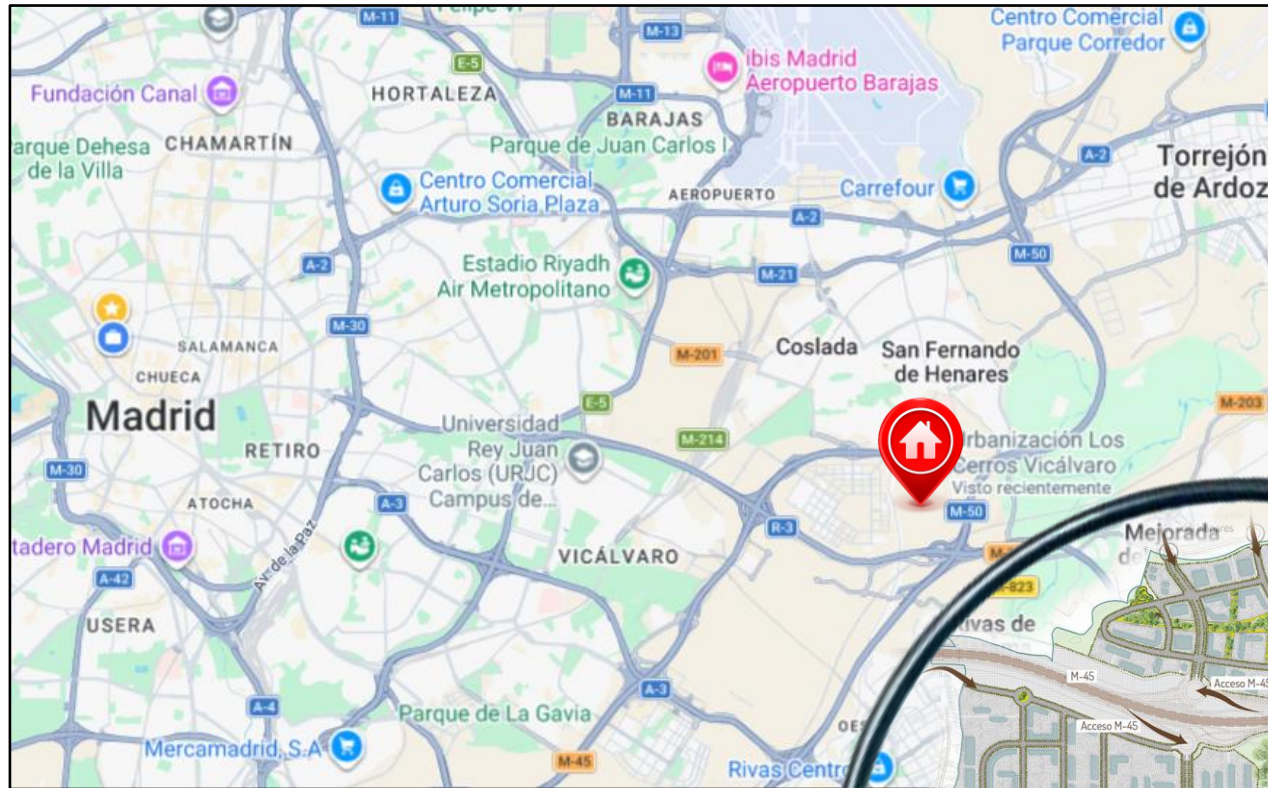 Felipe VI
M-11
M-13
Centro Comercial
Parque Corredor
ibis Madrid
Aeropuerto Barajas
E-5
Fundación Canal
HORTALEZA
M-11
BARAJAS
Parque de Juan Carlos I
arque Dehesa
de la Villa
CHAMARTÍN
A-2
Torrejón
de Ardoz
Centro Comercial
Arturo Soria Plaza
AEROPUERTO
Carrefour
A-2
M-50
A-2
Estadio Riyadh
Air Metropolitano
M-21
M-30
SALAMANCA
M-201
Coslada
San Fernando
de Henares
CHUECA
Madrid
E-5
M-203
Universidad
Rey Juan
Carlos (URJC)
Campus de...
M-214
RETIRO
Urbanización Los
Cerros Vicálvaro
Visto recientemente
M-30
ATOCHA
A-3
R-3
M-50
Mejorada
tadero Madrid
Av. de la Paz
VICÁLVARO
A-42
M-823
USERA
Rivas de
M-45
Acceso M-45
A-3
A-4
Parque de La Gavia
Acceso M-45
Mercamadrid, S.A
M-45
Rivas Centro